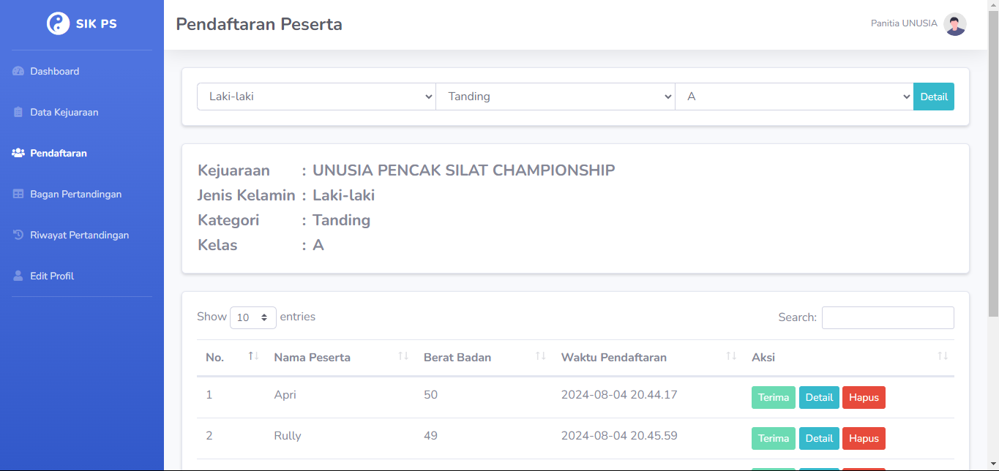 SIK PS
Dashboard
Data Kejuaraan
Pendaftaran
Bagan Pertandingan
Riwayat Pertandingan
Edit Profil
Pendaftaran Peserta
Panitia UNUSIA
Laki-laki Tanding A Detail
Kejuaraan : UNUSIA PENCAK SILAT CHAMPIONSHIP
Jenis Kelamin : Laki-laki
Kategori : Tanding
Kelas : A
Show 10 entries Search:
No. Nama Peserta Berat Badan Waktu Pendaftaran Aksi
1 Apri 50 2024-08-04 20.44.17 Terima Detail Hapus
2 Rully 49 2024-08-04 20.45.59 Terima Detail Hapus